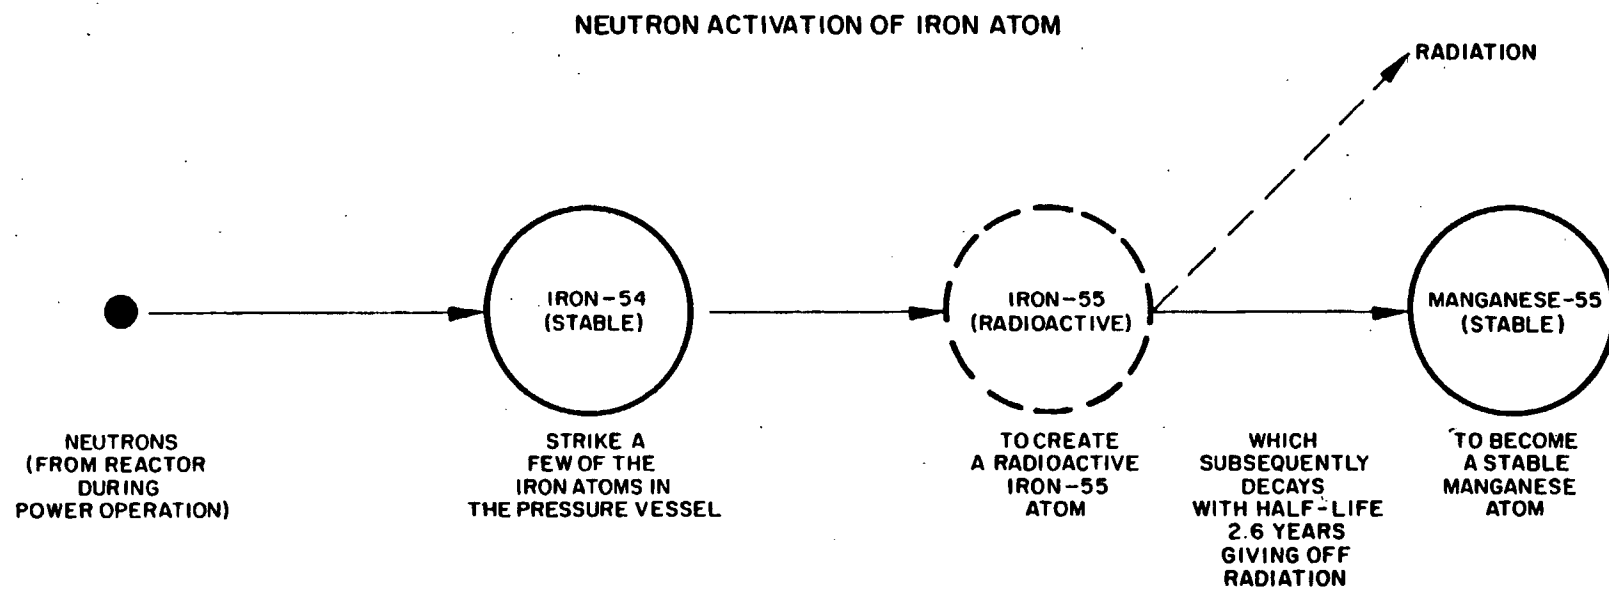 NEUTRON ACTIVATION OF IRON ATOM
RADIATION
IRON-54
(STABLE)
IRON-55
(RADIOACTIVE)
MANGANESE-55
(STABLE)
NEUTRONS
(FROM REACTOR
DURING
POWER OPERATION)
STRIKE A
FEW OF THE
IRON ATOMS IN
THE PRESSURE VESSEL
TO CREATE
A RADIOACTIVE
IRON-55
ATOM
WHICH
SUBSEQUENTLY
DECAYS
WITH HALF-LIFE
2.6 YEARS
GIVING OFF
RADIATION
TO BECOME
A STABLE
MANGANESE
ATOM